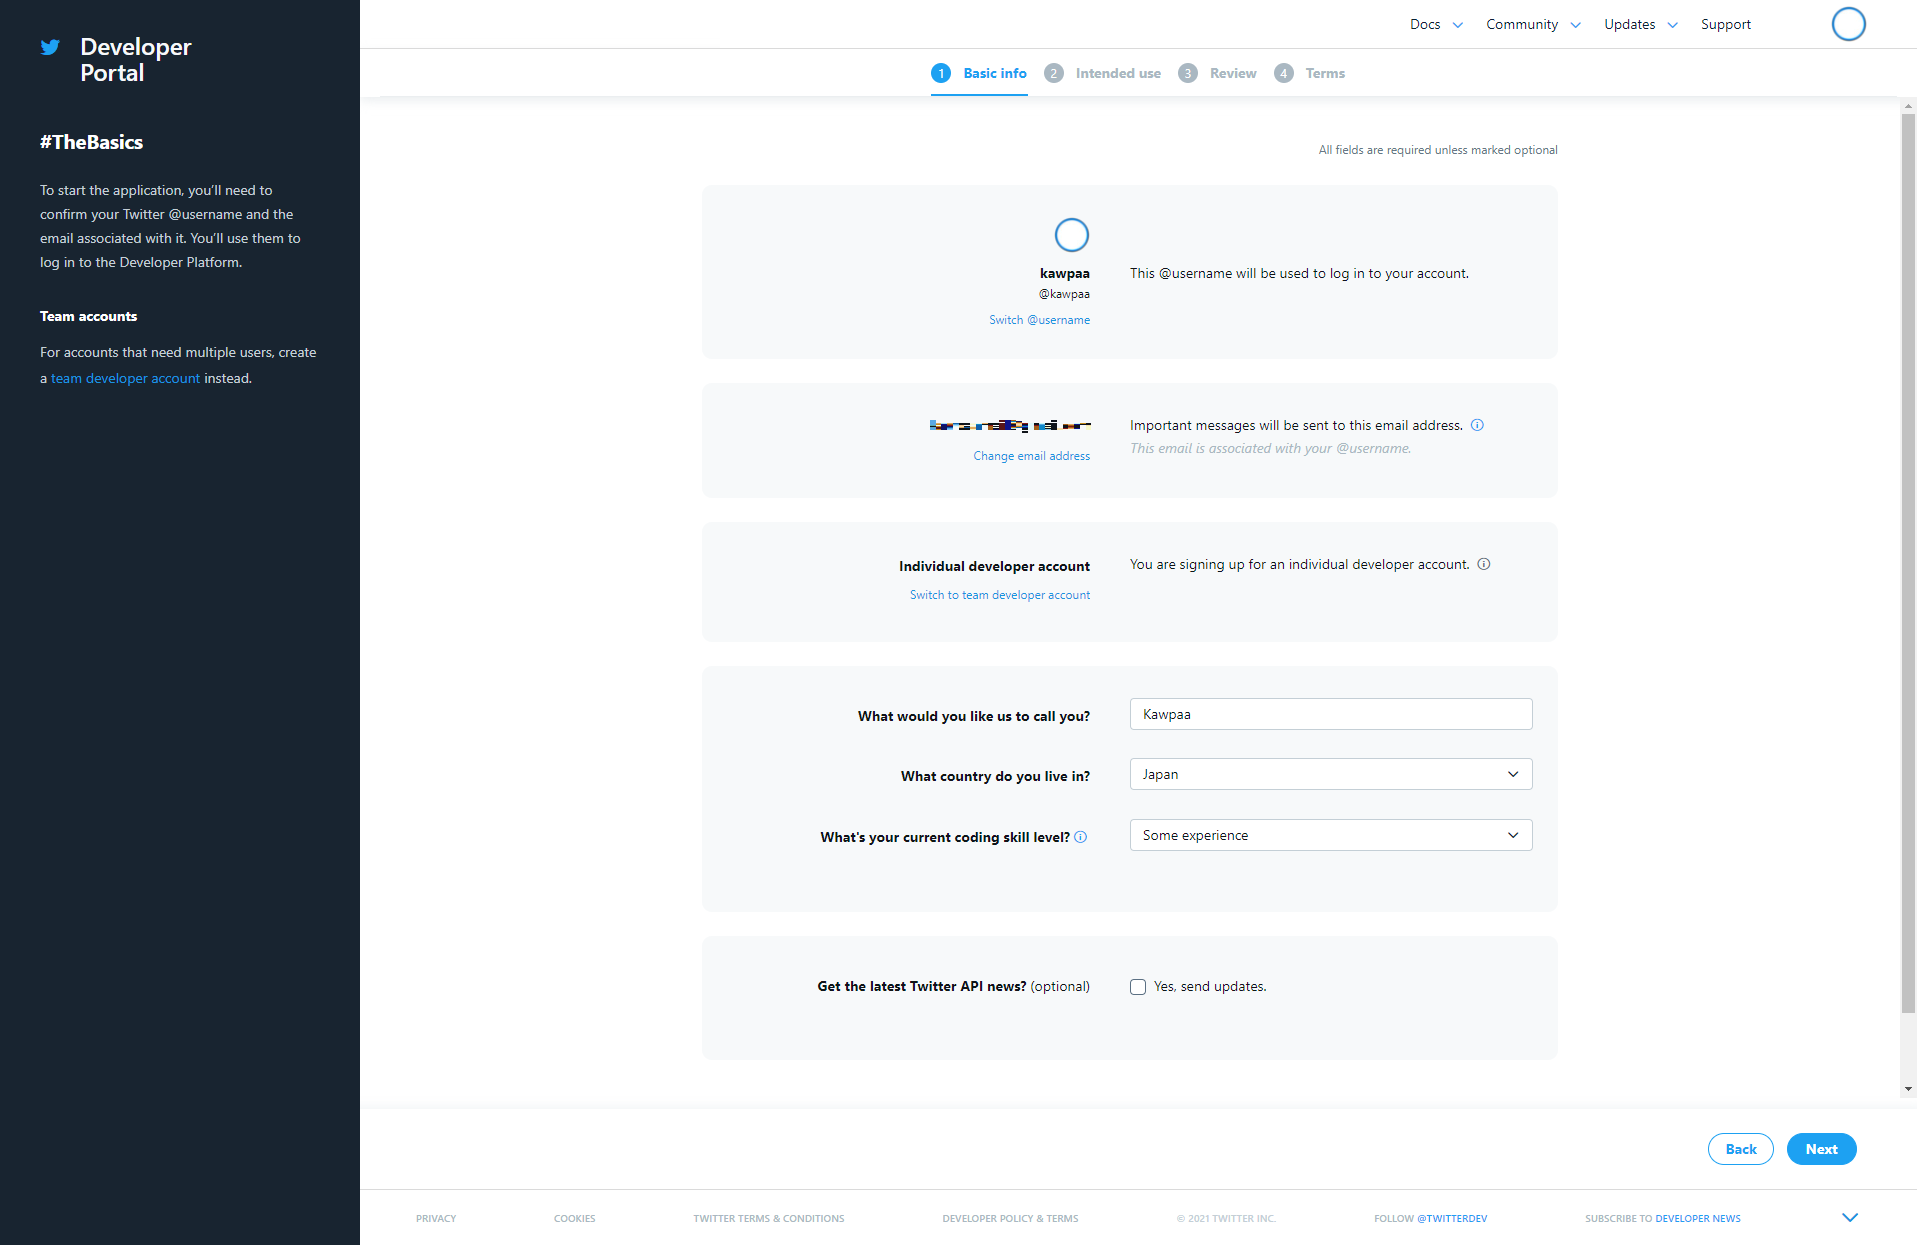 Developer
Portal
#TheBasics
To start the application, you'll need to
confirm your Twitter @username and the
email associated with it. You'll use them to
log in to the Developer Platform.
Team accounts
For accounts that need multiple users, create
a team developer account instead.
Docs Community Updates Support
1 Basic info 2 Intended use 3 Review 4 Terms
All fields are required unless marked optional
kawpaa
@kawpaa
Switch @username
This @username will be used to log in to your account.
Change email address
Important messages will be sent to this email address.
This email is associated with your @username.
Individual developer account
Switch to team developer account
You are signing up for an individual developer account.
What would you like us to call you? Kawpaa
What country do you live in? Japan
What's your current coding skill level? Some experience
Get the latest Twitter API news? (optional) Yes, send updates.
Back Next
PRIVACY COOKIES TWITTER TERMS & CONDITIONS DEVELOPER POLICY & TERMS © 2021 TWITTER INC. FOLLOW @TWITTERDEV SUBSCRIBE TO DEVELOPER NEWS